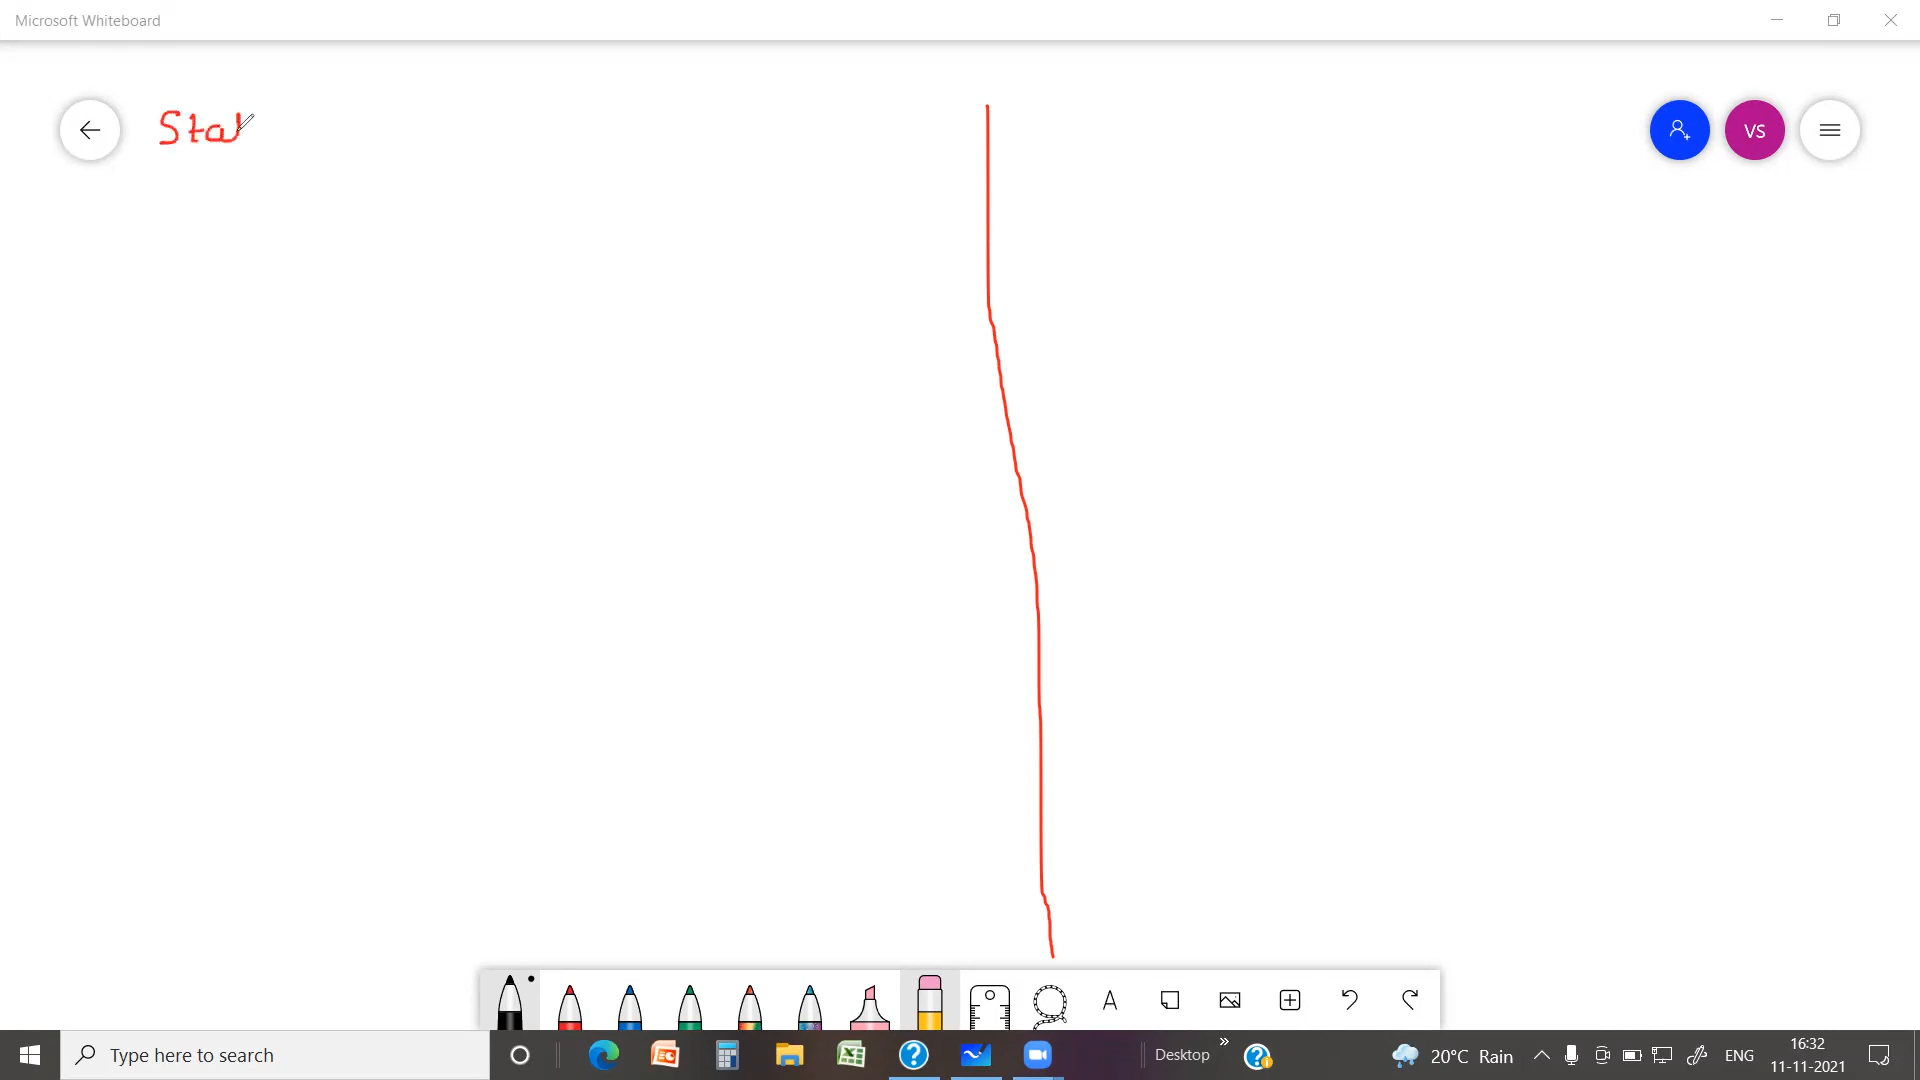 Microsoft Whiteboard
Sta
VS
Type here to search
Desktop
20°C Rain
ENG
16:32
11-11-2021